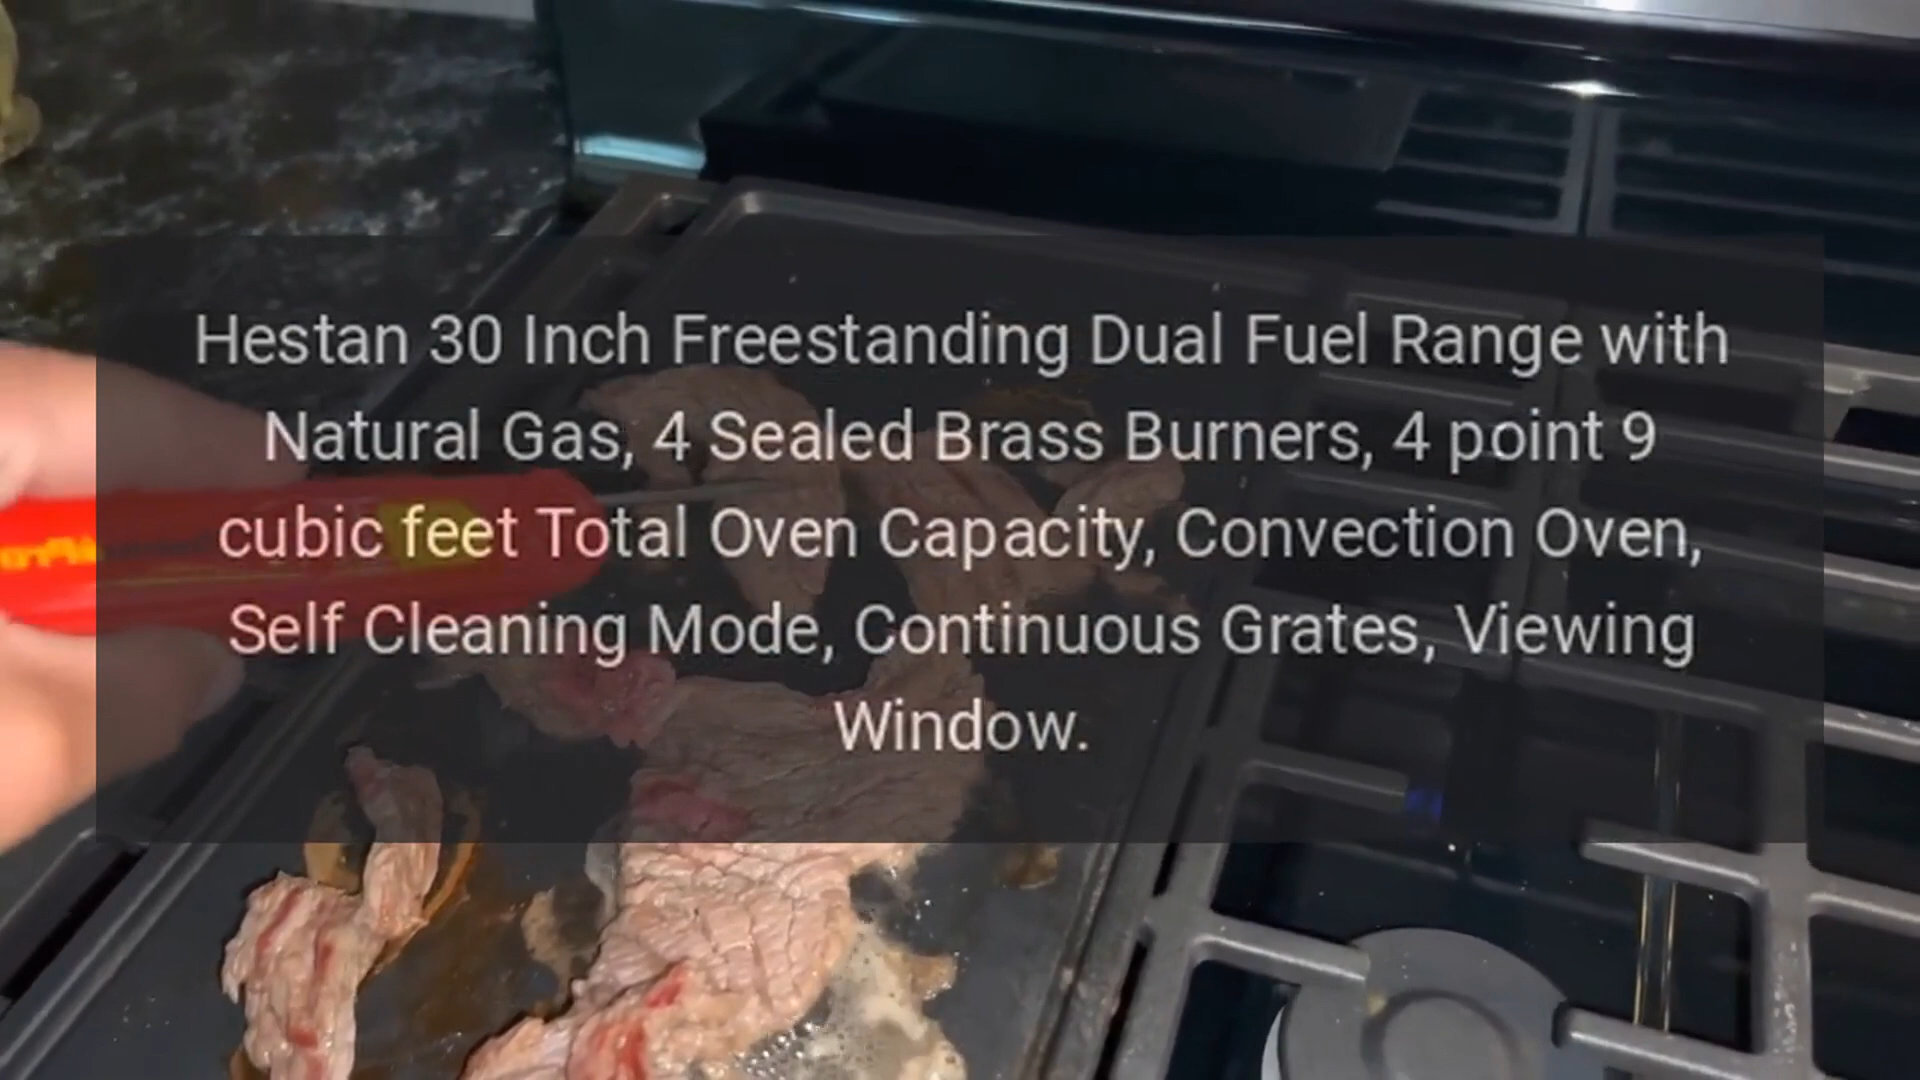 Hestan 30 Inch Freestanding Dual Fuel Range with
Natural Gas, 4 Sealed Brass Burners, 4 point 9
cubic feet Total Oven Capacity, Convection Oven,
Self Cleaning Mode, Continuous Grates, Viewing
Window.